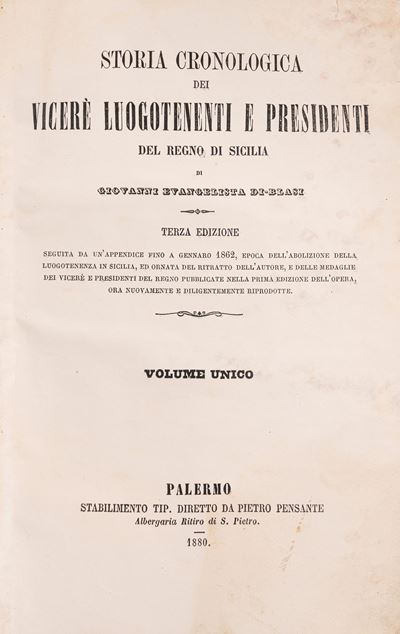 STORIA CRONOLOGICA
DEI
VICERÈ LUOGOTENENTI E PRESIDENTI
DEL REGNO DI SICILIA
DI
GIOVANNI EVANGELISTA DI-BLASI
TERZA EDIZIONE
SEGUITA DA UN'APPENDICE FINO A GENNARO 1862, EPOCA DELL'ABOLIZIONE DELLA
LUOGOTENENZA IN SICILIA, ED ORNATA DEL RITRATTO DELL'AUTORE, E DELLE MEDAGLIE
DEI VICERÈ E PRESIDENTI DEL REGNO PUBBLICATE NELLA PRIMA EDIZIONE DELL'OPERA,
ORA NUOVAMENTE E DILIGENTEMENTE RIPRODOTTE.
VOLUME UNICO
PALERMO
STABILIMENTO TIP. DIRETTO DA PIETRO PENSANTE
Albergaria Ritiro di S. Pietro.
1880.